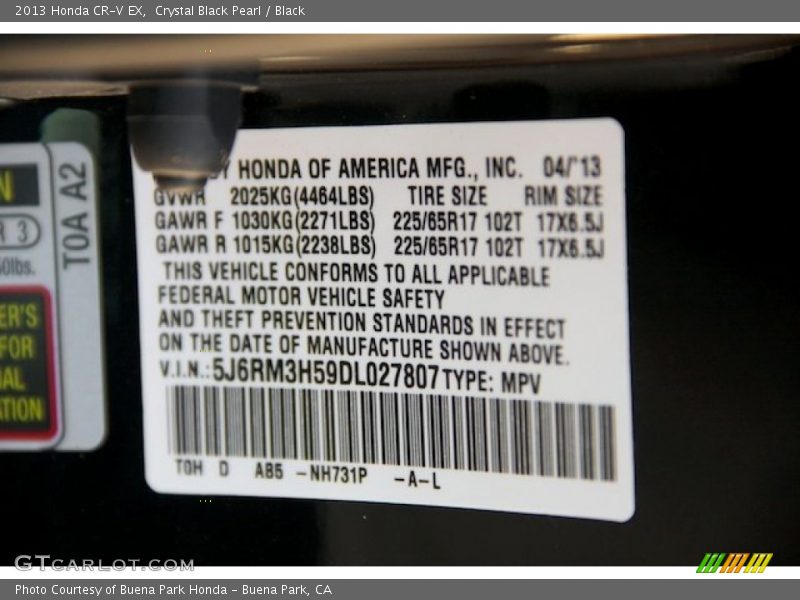 2013 Honda CR-V EX, Crystal Black Pearl / Black
HONDA OF AMERICA MFG., INC. 04/'13
GVWR 2025KG(4464LBS) TIRE SIZE RIM SIZE
GAWR F 1030KG(2271LBS) 225/65R17 102T 17X6.5J
GAWR R 1015KG(2238LBS) 225/65R17 102T 17X6.5J
THIS VEHICLE CONFORMS TO ALL APPLICABLE
FEDERAL MOTOR VEHICLE SAFETY
AND THEFT PREVENTION STANDARDS IN EFFECT
ON THE DATE OF MANUFACTURE SHOWN ABOVE.
V.I.N.: 5J6RM3H59DL027807 TYPE: MPV
T0H D A85 -NH731P -A-L
T0A A2
3
FOR
GTCARLOT.COM
Photo Courtesy of Buena Park Honda - Buena Park, CA